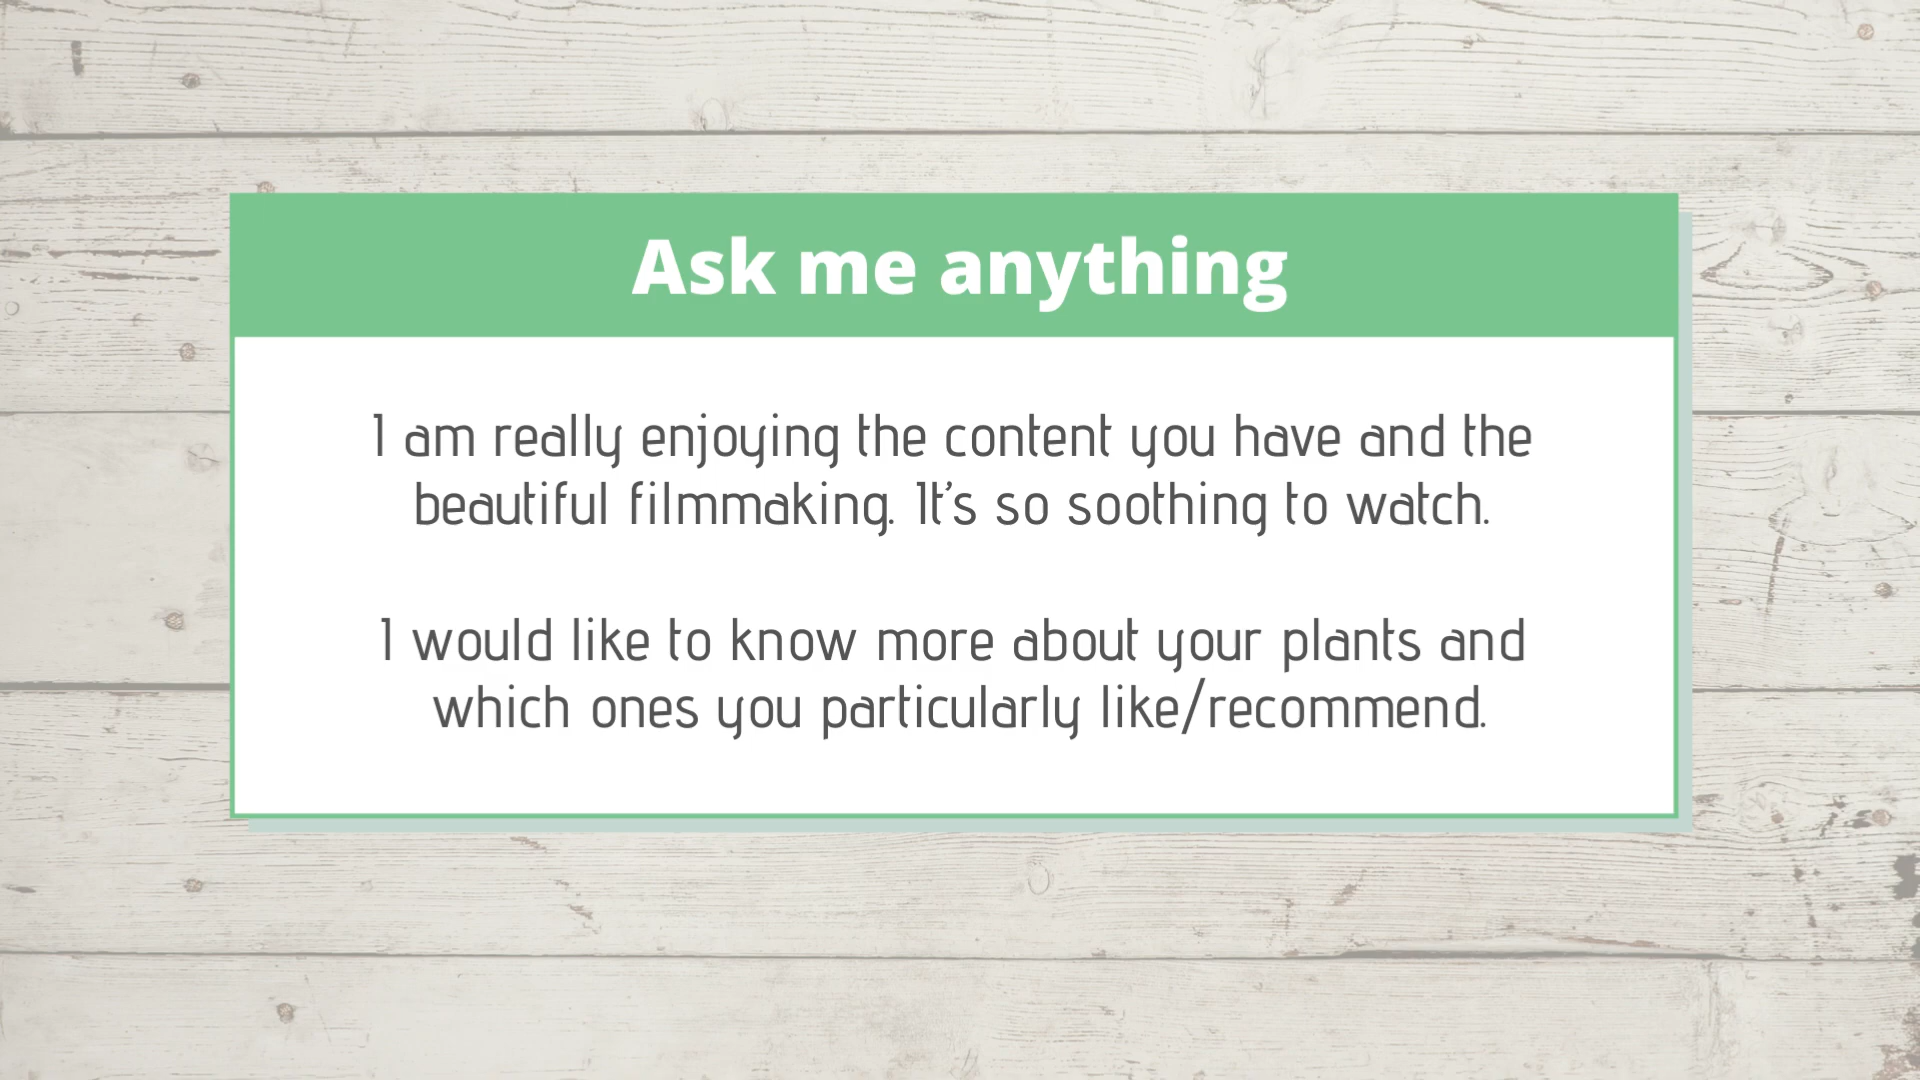 Ask me anything
I am really enjoying the content you have and the
beautiful filmmaking. It's so soothing to watch.
I would like to know more about your plants and
which ones you particularly like/recommend.